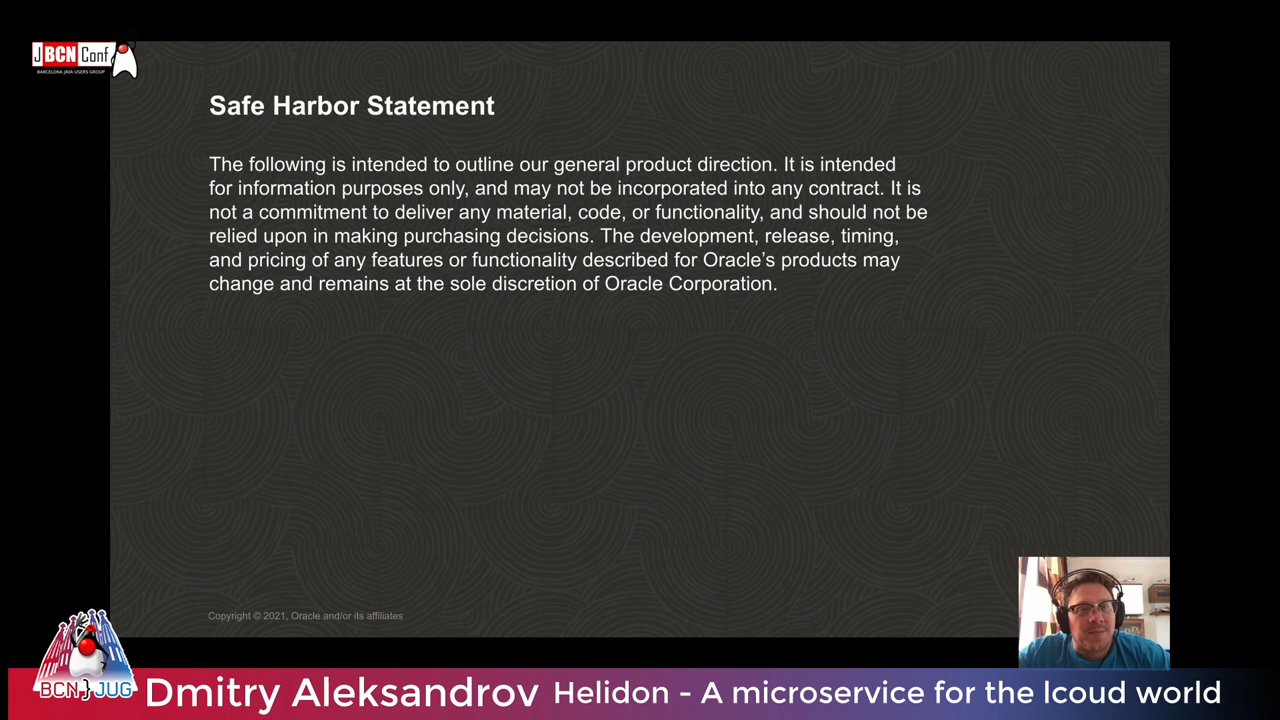 JBCNConf
BARCELONA JAVA USERS GROUP
Safe Harbor Statement
The following is intended to outline our general product direction. It is intended
for information purposes only, and may not be incorporated into any contract. It is
not a commitment to deliver any material, code, or functionality, and should not be
relied upon in making purchasing decisions. The development, release, timing,
and pricing of any features or functionality described for Oracle’s products may
change and remains at the sole discretion of Oracle Corporation.
Copyright © 2021, Oracle and/or its affiliates
BCN JUG
Dmitry Aleksandrov Helidon - A microservice for the lcoud world